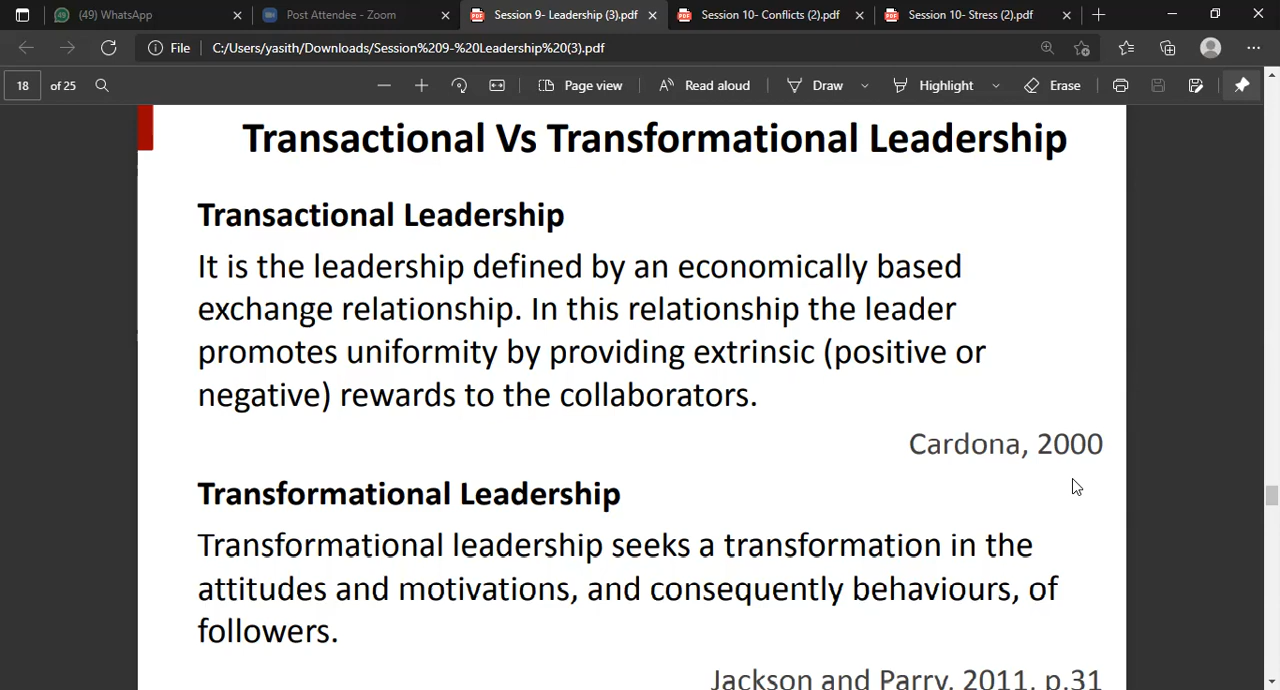 (49) WhatsApp
Post Attendee - Zoom
Session 9- Leadership (3).pdf
Session 10- Conflicts (2).pdf
Session 10- Stress (2).pdf
File
C:/Users/yasith/Downloads/Session%209-%20Leadership%20(3).pdf
18 of 25
Page view
Read aloud
Draw
Highlight
Erase
Transactional Vs Transformational Leadership
Transactional Leadership
It is the leadership defined by an economically based
exchange relationship. In this relationship the leader
promotes uniformity by providing extrinsic (positive or
negative) rewards to the collaborators.
Cardona, 2000
Transformational Leadership
Transformational leadership seeks a transformation in the
attitudes and motivations, and consequently behaviours, of
followers.
Jackson and Parry, 2011, p.31